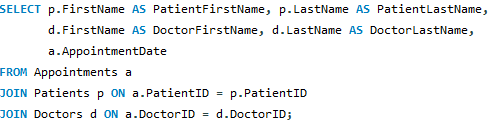 SELECT p.FirstName AS PatientFirstName, p.LastName AS PatientLastName,
       d.FirstName AS DoctorFirstName, d.LastName AS DoctorLastName,
       a.AppointmentDate
FROM Appointments a
JOIN Patients p ON a.PatientID = p.PatientID
JOIN Doctors d ON a.DoctorID = d.DoctorID;